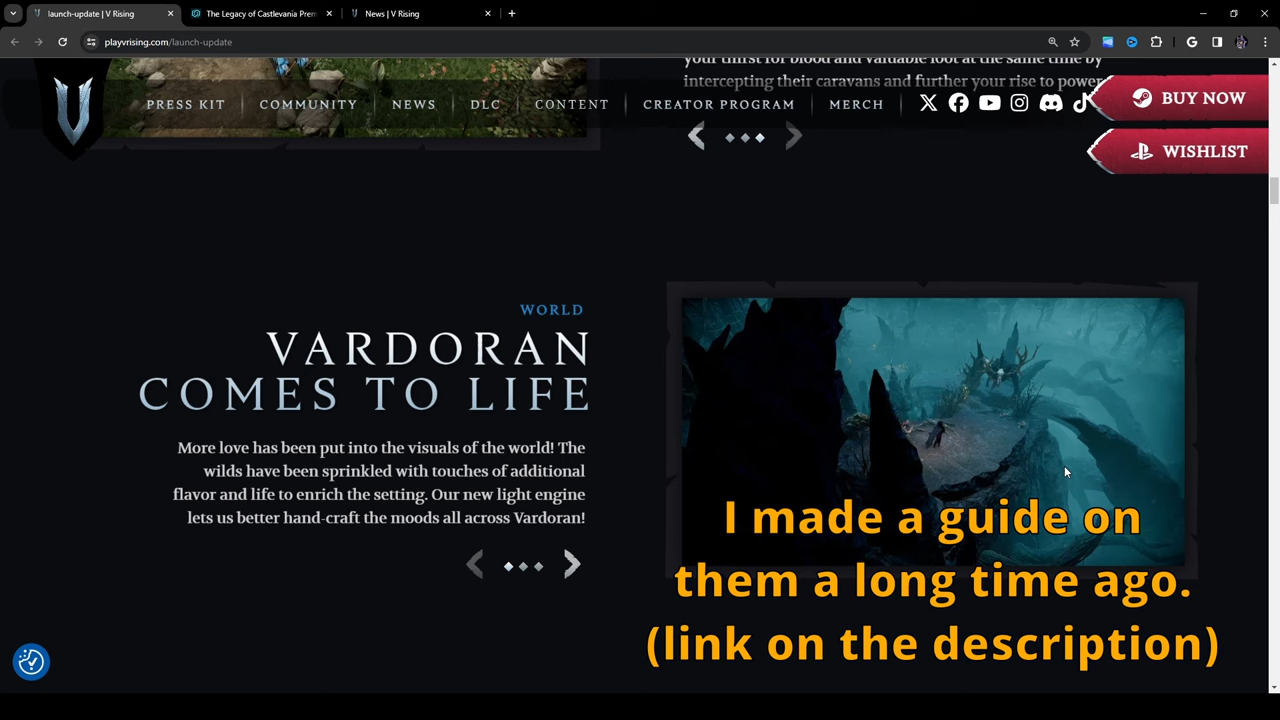 launch-update | V Rising
The Legacy of Castlevania Prem
News | V Rising
playvrising.com/launch-update
your thirst for blood and valuable loot at the same time by
intercepting their caravans and further your rise to power.
PRESS KIT
COMMUNITY
NEWS
DLC
CONTENT
CREATOR PROGRAM
MERCH
BUY NOW
WISHLIST
WORLD
VARDORAN
COMES TO LIFE
More love has been put into the visuals of the world! The
wilds have been sprinkled with touches of additional
flavor and life to enrich the setting. Our new light engine
lets us better hand-craft the moods all across Vardoran!
I made a guide on
them a long time ago.
(link on the description)